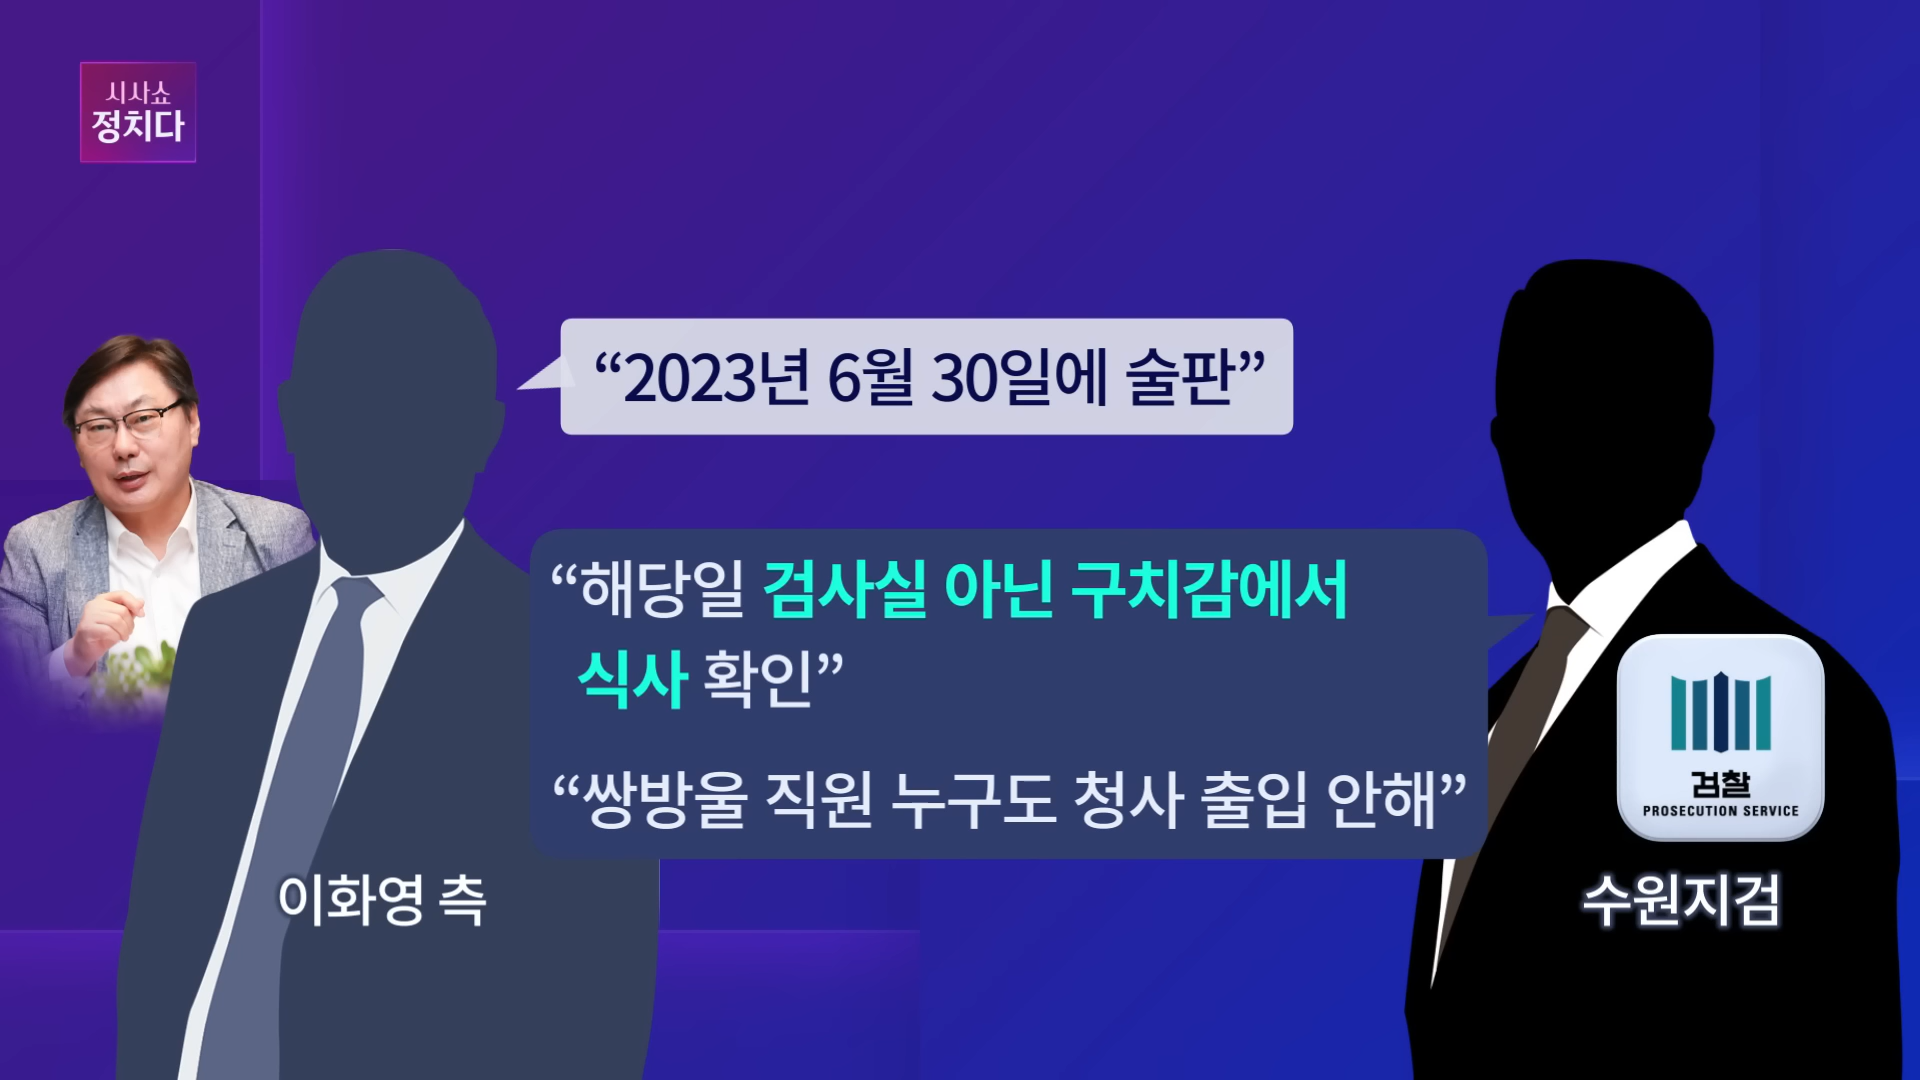 시사쇼
정치다
“2023년 6월 30일에 술판”
“해당일 검사실 아닌 구치감에서
식사 확인”
“쌍방울 직원 누구도 청사 출입 안해”
검찰
PROSECUTION SERVICE
이화영 측
수원지검